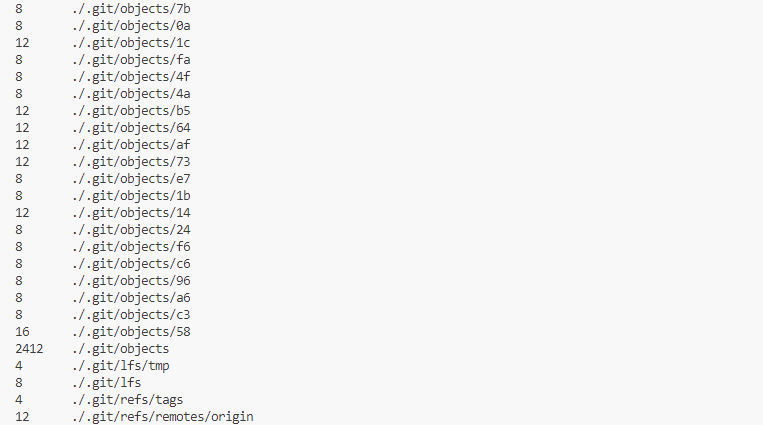 8 ./.git/objects/7b
8 ./.git/objects/0a
12 ./.git/objects/1c
8 ./.git/objects/fa
8 ./.git/objects/4f
8 ./.git/objects/4a
12 ./.git/objects/b5
12 ./.git/objects/64
12 ./.git/objects/af
12 ./.git/objects/73
8 ./.git/objects/e7
8 ./.git/objects/1b
12 ./.git/objects/14
8 ./.git/objects/24
8 ./.git/objects/f6
8 ./.git/objects/c6
8 ./.git/objects/96
8 ./.git/objects/a6
8 ./.git/objects/c3
16 ./.git/objects/58
2412 ./.git/objects
4 ./.git/lfs/tmp
8 ./.git/lfs
4 ./.git/refs/tags
12 ./.git/refs/remotes/origin